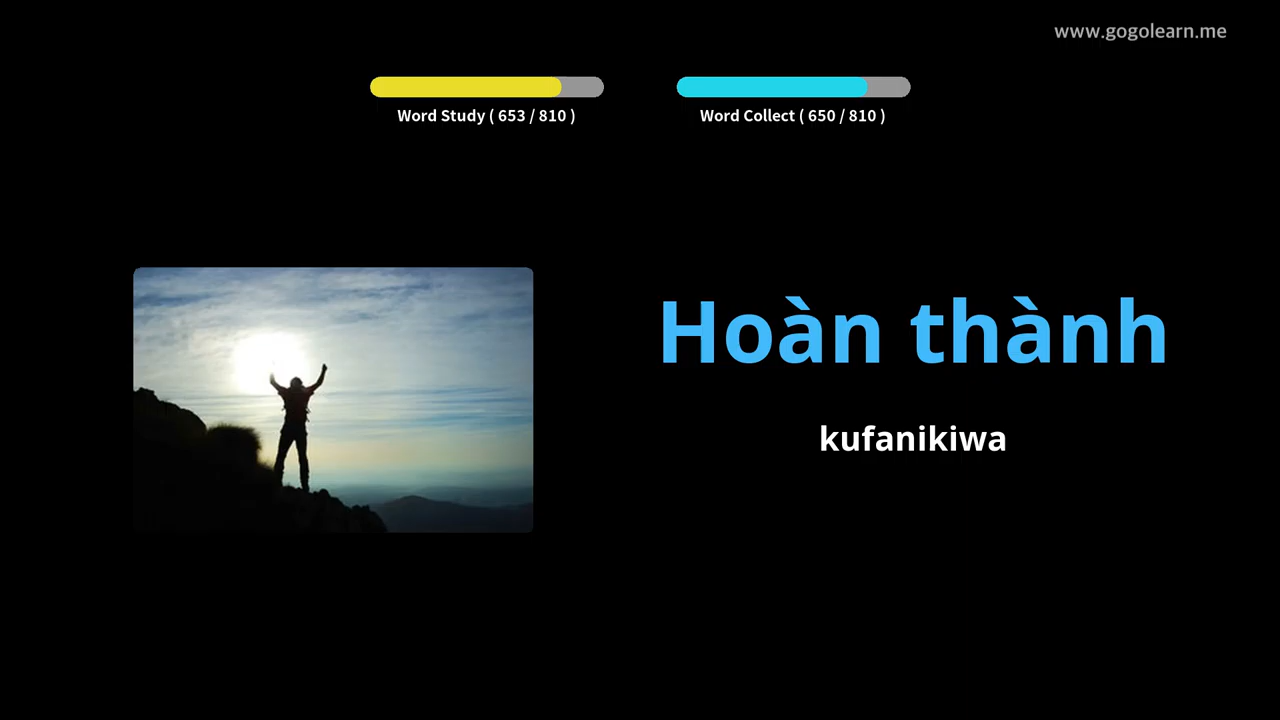 www.gogolearn.me
Word Study ( 653 / 810 )
Word Collect ( 650 / 810 )
Hoàn thành
kufanikiwa